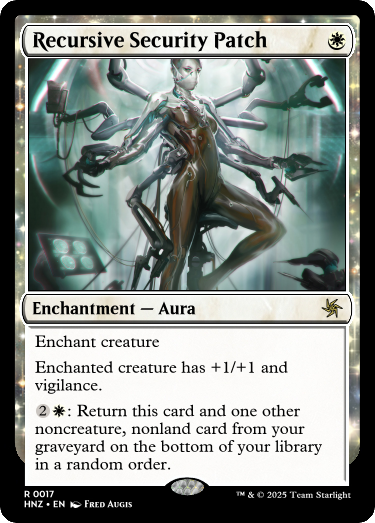 Recursive Security Patch
Enchantment — Aura
Enchant creature
Enchanted creature has +1/+1 and
vigilance.
2: Return this card and one other
noncreature, nonland card from your
graveyard on the bottom of your library
in a random order.
R 0017
HNZ • EN Fred Augis
™ & © 2025 Team Starlight